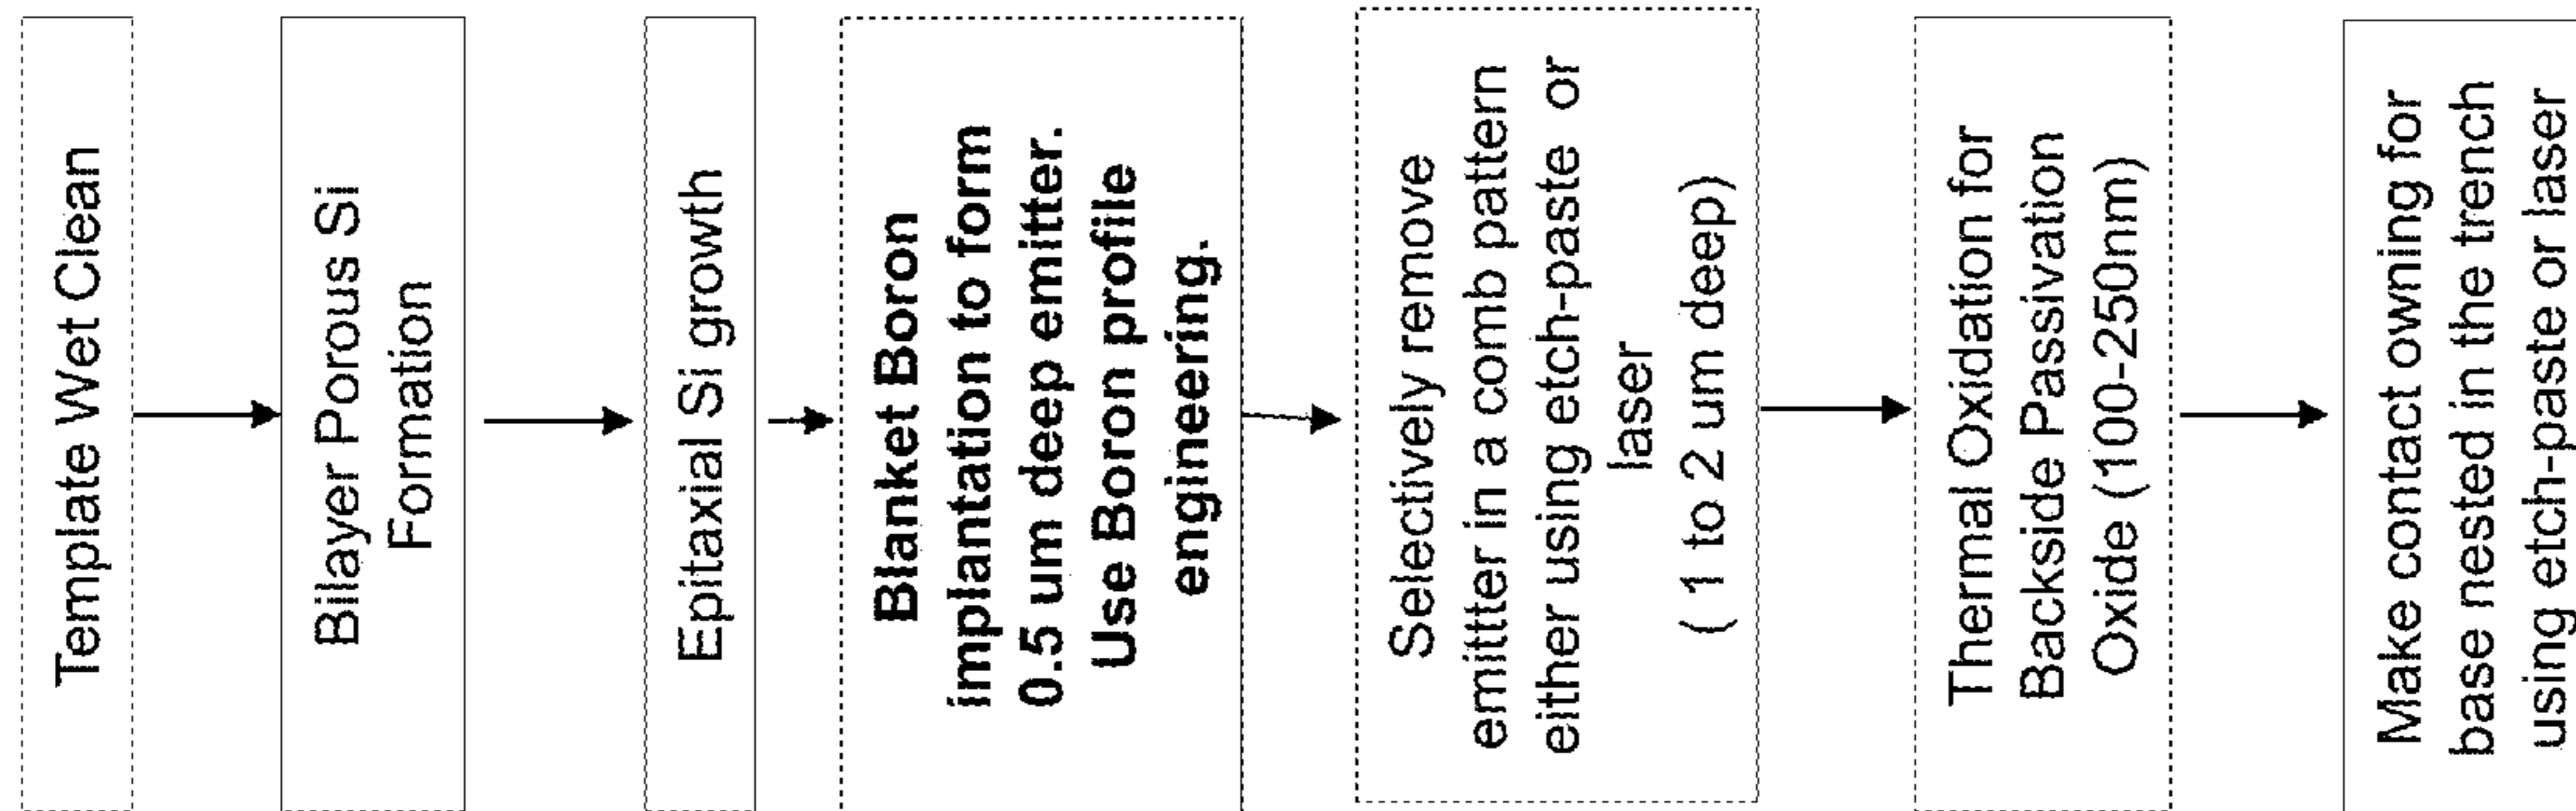 Template Wet Clean
Bilayer Porous Si
Formation
Epitaxial Si growth
Blanket Boron
implantation to form
0.5 um deep emitter.
Use Boron profile
engineering.
Selectively remove
emittter in a comb pattern
either using etch-paste or
laser
( 1 to 2 um deep)
Thermal Oxidation for
Backside Passivation
Oxide (100-250nm)
Make contact owning for
base nested in the trench
using etch-paste or laser